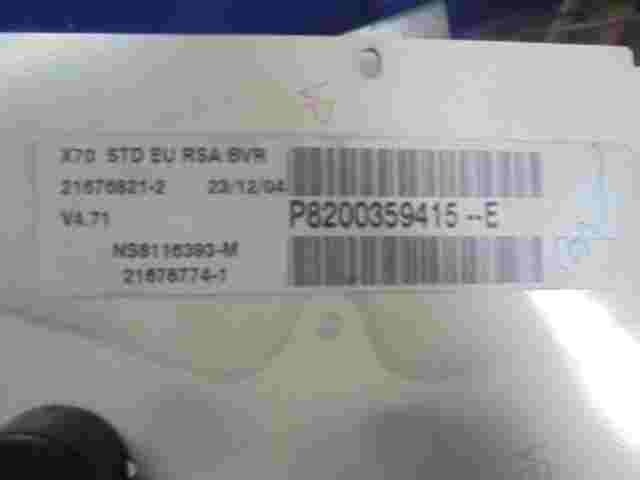 X70 STD EU RSA BVR
21676821-2 23/12/04
V4.71
P8200359415--E
NS8116393-M
21676774-1